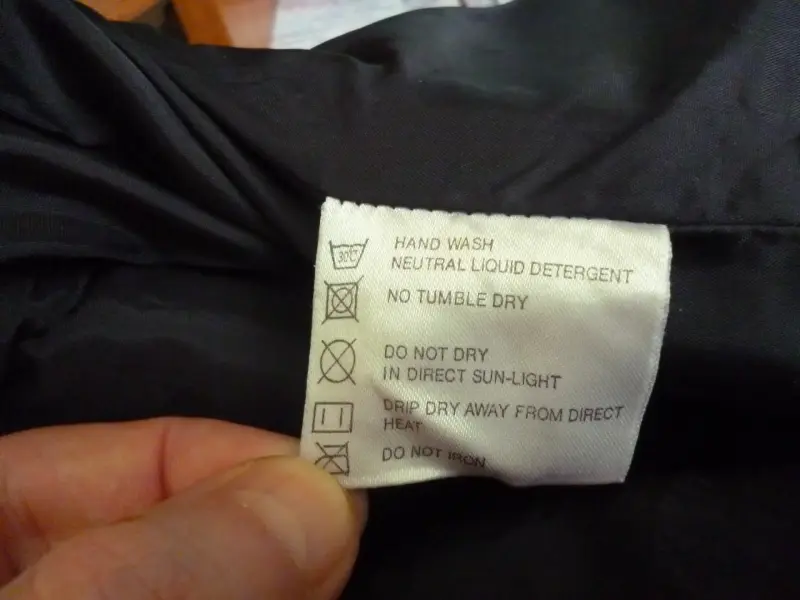 30°C
HAND WASH
NEUTRAL LIQUID DETERGENT
NO TUMBLE DRY
DO NOT DRY
IN DIRECT SUN-LIGHT
DRIP DRY AWAY FROM DIRECT
HEAT
DO NOT IRON